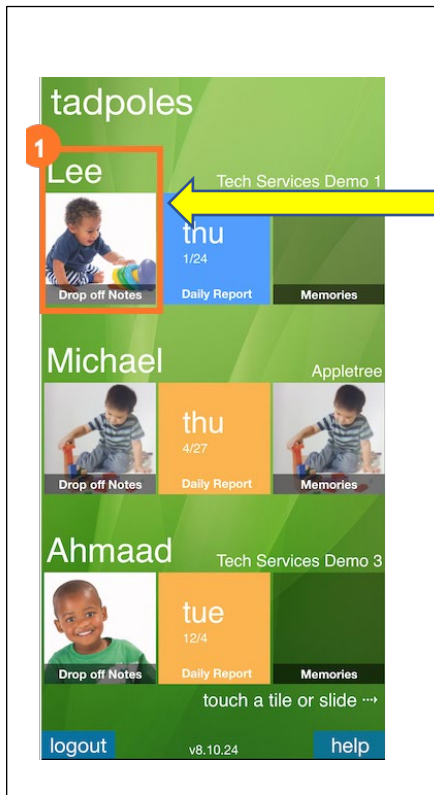 tadpoles
1
Lee
Tech Services Demo 1
thu
1/24
Drop off Notes
Daily Report
Memories
Michael
Appletree
thu
4/27
Drop off Notes
Daily Report
Memories
Ahmaad
Tech Services Demo 3
tue
12/4
Drop off Notes
Daily Report
Memories
touch a tile or slide ···→
logout
v8.10.24
help